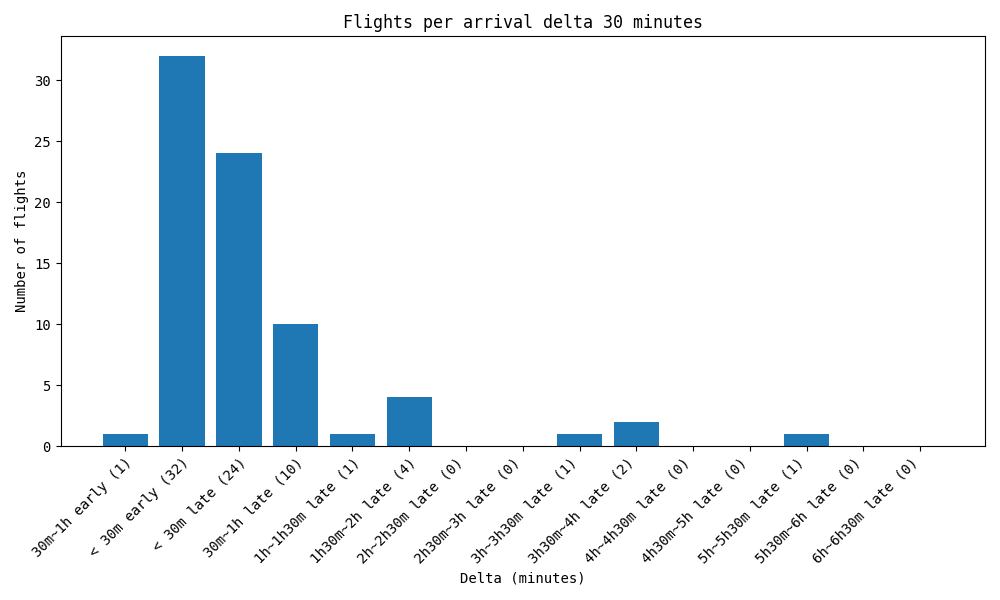 Flights per arrival delta 30 minutes
Number of flights
30
25
20
15
10
5
0
30m~1h early (1)
< 30m early (32)
< 30m late (24)
30m~1h late (10)
1h~1h30m late (1)
1h30m~2h late (4)
2h~2h30m late (0)
2h30m~3h late (0)
3h~3h30m late (1)
3h30m~4h late (2)
4h~4h30m late (0)
4h30m~5h late (0)
5h~5h30m late (1)
5h30m~6h late (0)
6h~6h30m late (0)
Delta (minutes)